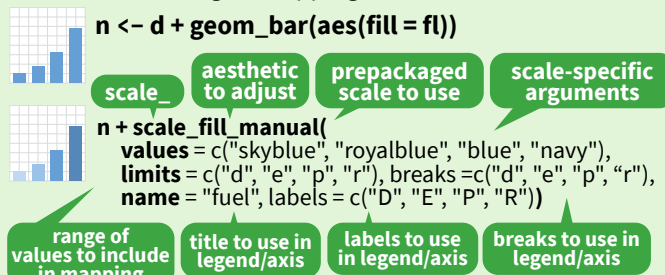 n <- d + geom_bar(aes(fill = fl))
scale_
aesthetic
to adjust
prepackaged
scale to use
scale-specific
arguments
n + scale_fill_manual(
values = c("skyblue", "royalblue", "blue", "navy"),
limits = c("d", "e", "p", "r"), breaks =c("d", "e", "p", “r"),
name = "fuel", labels = c("D", "E", "P", "R"))
range of
values to include
in mapping
title to use in
legend/axis
labels to use
in legend/axis
breaks to use in
legend/axis